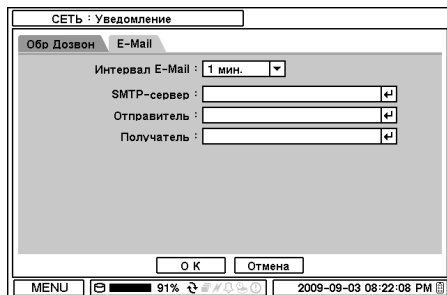 СЕТЬ : Уведомление
Обр Дозвон E-Mail
Интервал E-Mail : 1 мин.
SMTP-сервер :
Отправитель :
Получатель :
О К Отмена
MENU 91% 2009-09-03 08:22:08 PM